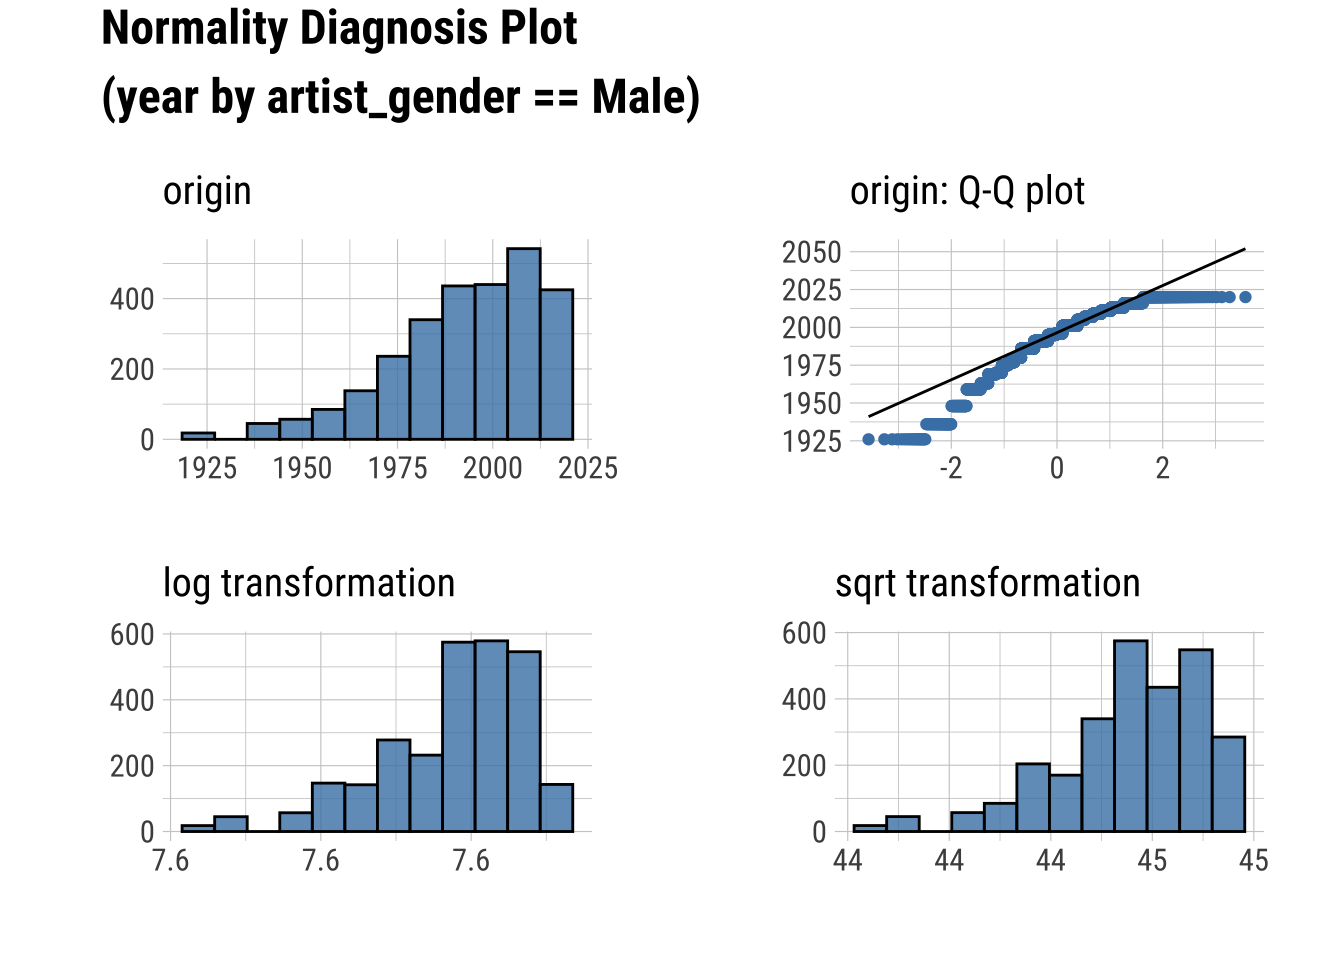 Normality Diagnosis Plot
(year by artist_gender == Male)
origin
400
200
0
1925 1950 1975 2000 2025
origin: Q-Q plot
2050
2025
2000
1975
1950
1925
-2 0 2
log transformation
600
400
200
0
7.6 7.6 7.6
sqrt transformation
600
400
200
0
44 44 44 45 45